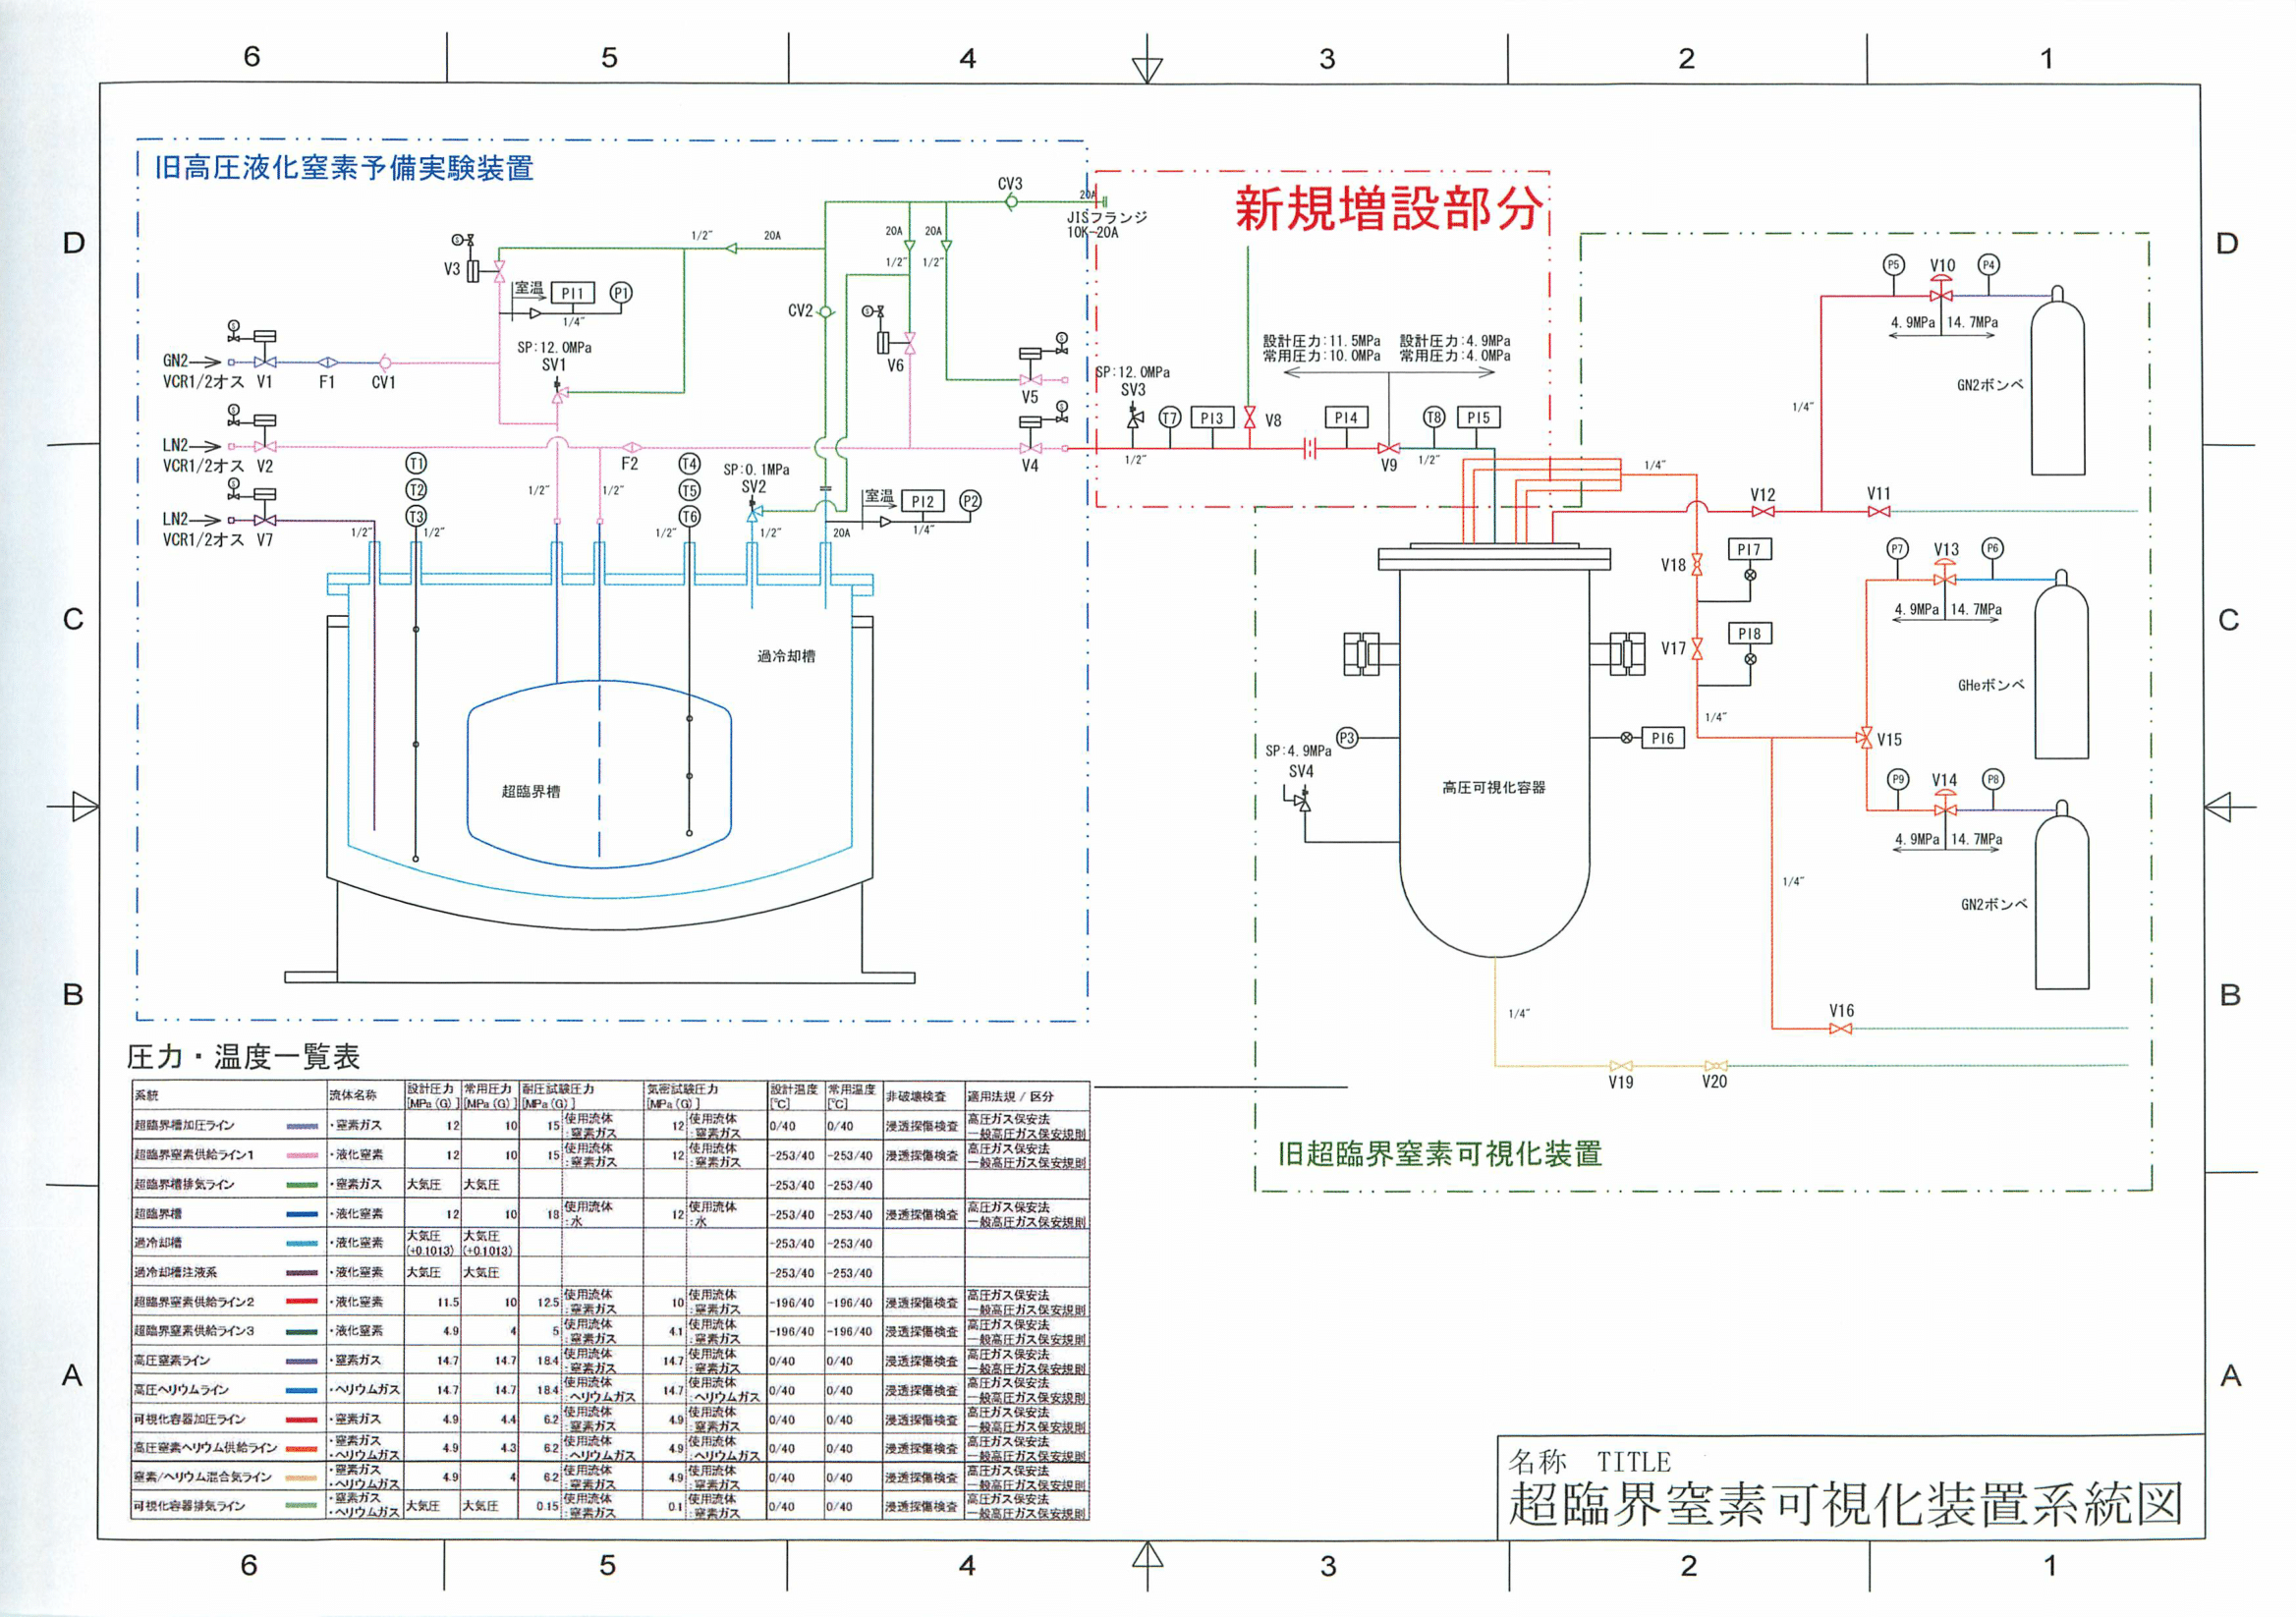 6 5 4 3 2 1
D D
C C
B B
A A
旧高圧液化窒素予備実験装置
新規増設部分
CV3
20A
JISフランジ
10K-20A
1/2″
20A
20A
20A
1/2″
1/2″
V3
室温
PI1
P1
1/4″
CV2
V6
SP:12.0MPa
SV1
GN2
VCR1/2オス
V1
F1
CV1
V5
LN2
VCR1/2オス
V2
F2
V4
LN2
VCR1/2オス
V7
T1
T2
T3
1/2″
1/2″
1/2″
1/2″
T4
T5
T6
1/2″
SP:0.1MPa
SV2
1/2″
室温
PI2
P2
1/4″
20A
過冷却槽
超臨界槽
SP:12.0MPa
SV3
T7
PI3
V8
設計圧力:11.5MPa
常用圧力:10.0MPa
設計圧力:4.9MPa
常用圧力:4.0MPa
PI4
T8
PI5
1/2″
V9
1/2″
1/4″
P5
V10
P4
4.9MPa
14.7MPa
GN2ボンベ
1/4″
V12
V11
V18
PI7
V17
PI8
P7
V13
P6
4.9MPa
14.7MPa
GHeボンベ
1/4″
V15
P3
PI6
SP:4.9MPa
SV4
高圧可視化容器
P9
V14
P8
4.9MPa
14.7MPa
GN2ボンベ
1/4″
V16
1/4″
V19
V20
旧超臨界窒素可視化装置
圧力・温度一覧表
系統 流体名称 設計圧力 [MPa(G)] 常用圧力 [MPa(G)] 耐圧試験圧力 [MPa(G)] 気密試験圧力 [MPa(G)] 設計温度 [℃] 常用温度 [℃] 非破壊検査 適用法規/区分
超臨界槽加圧ライン ・窒素ガス 12 10 15 使用流体:窒素ガス 12 使用流体:窒素ガス 0/40 0/40 浸透探傷検査 高圧ガス保安法 一般高圧ガス保安規則
超臨界窒素供給ライン1 ・液化窒素 12 10 15 使用流体:窒素ガス 12 使用流体:窒素ガス -253/40 -253/40 浸透探傷検査 高圧ガス保安法 一般高圧ガス保安規則
超臨界槽排気ライン ・窒素ガス 大気圧 大気圧 -253/40 -253/40
超臨界槽 ・液化窒素 12 10 18 使用流体:水 12 使用流体:水 -253/40 -253/40 浸透探傷検査 高圧ガス保安法 一般高圧ガス保安規則
過冷却槽 ・液化窒素 大気圧 (+0.1013) 大気圧 (+0.1013) -253/40 -253/40
過冷却槽注液系 ・液化窒素 大気圧 大気圧 -253/40 -253/40
超臨界窒素供給ライン2 ・液化窒素 11.5 10 12.5 使用流体:窒素ガス 10 使用流体:窒素ガス -196/40 -196/40 浸透探傷検査 高圧ガス保安法 一般高圧ガス保安規則
超臨界窒素供給ライン3 ・液化窒素 4.9 4 5 使用流体:窒素ガス 4.1 使用流体:窒素ガス -196/40 -196/40 浸透探傷検査 高圧ガス保安法 一般高圧ガス保安規則
高圧窒素ライン ・窒素ガス 14.7 14.7 18.4 使用流体:窒素ガス 14.7 使用流体:窒素ガス 0/40 0/40 浸透探傷検査 高圧ガス保安法 一般高圧ガス保安規則
高圧ヘリウムライン ・ヘリウムガス 14.7 14.7 18.4 使用流体:ヘリウムガス 14.7 使用流体:ヘリウムガス 0/40 0/40 浸透探傷検査 高圧ガス保安法 一般高圧ガス保安規則
可視化容器加圧ライン ・窒素ガス 4.9 4.4 6.2 使用流体:窒素ガス 4.9 使用流体:窒素ガス 0/40 0/40 浸透探傷検査 高圧ガス保安法 一般高圧ガス保安規則
高圧窒素ヘリウム供給ライン ・窒素ガス ・ヘリウムガス 4.9 4.3 6.2 使用流体:ヘリウムガス 4.9 使用流体:ヘリウムガス 0/40 0/40 浸透探傷検査 高圧ガス保安法 一般高圧ガス保安規則
窒素/ヘリウム混合気ライン ・窒素ガス ・ヘリウムガス 4.9 4 6.2 使用流体:窒素ガス 4.9 使用流体:窒素ガス 0/40 0/40 浸透探傷検査 高圧ガス保安法 一般高圧ガス保安規則
可視化容器排気ライン ・窒素ガス ・ヘリウムガス 大気圧 大気圧 0.15 使用流体:窒素ガス 0.1 使用流体:窒素ガス 0/40 0/40 浸透探傷検査 高圧ガス保安法 一般高圧ガス保安規則
名称 TITLE
超臨界窒素可視化装置系統図
6 5 4 3 2 1